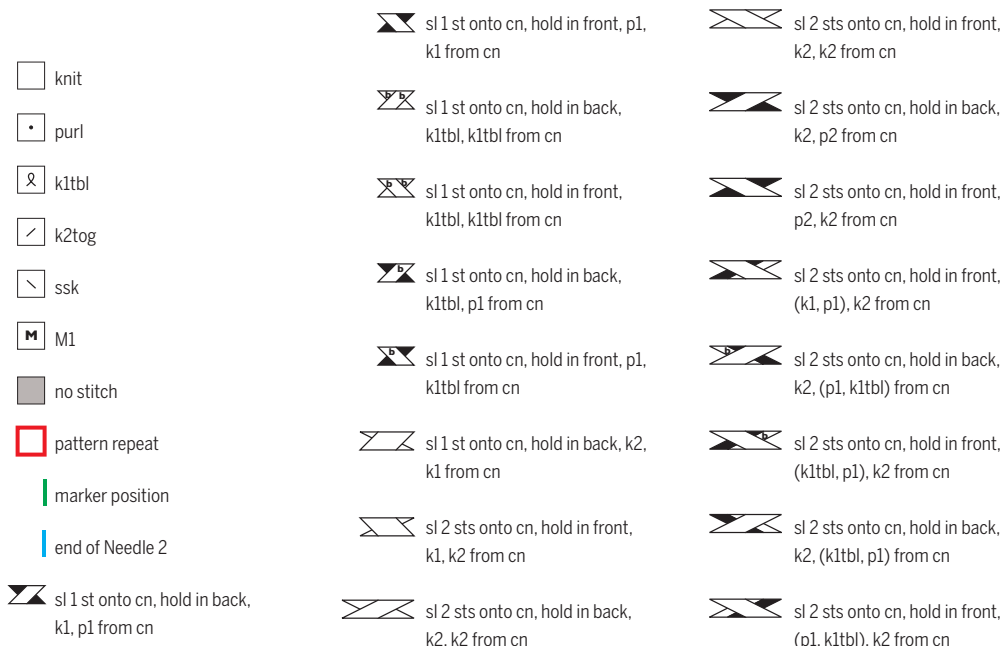 knit
purl
k1tbl
k2tog
ssk
M
M1
no stitch
pattern repeat
marker position
end of Needle 2
sl 1 st onto cn, hold in back,
k1, p1 from cn
sl 1 st onto cn, hold in front, p1,
k1 from cn
b b
sl 1 st onto cn, hold in back,
k1tbl, k1tbl from cn
b b
sl 1 st onto cn, hold in front,
k1tbl, k1tbl from cn
b
sl 1 st onto cn, hold in back,
k1tbl, p1 from cn
b
sl 1 st onto cn, hold in front, p1,
k1tbl from cn
sl 1 st onto cn, hold in back, k2,
k1 from cn
sl 2 sts onto cn, hold in front,
k1, k2 from cn
sl 2 sts onto cn, hold in back,
k2, k2 from cn
sl 2 sts onto cn, hold in front,
k2, k2 from cn
sl 2 sts onto cn, hold in back,
k2, p2 from cn
sl 2 sts onto cn, hold in front,
p2, k2 from cn
sl 2 sts onto cn, hold in front,
(k1, p1), k2 from cn
b
sl 2 sts onto cn, hold in back,
k2, (p1, k1tbl) from cn
b
sl 2 sts onto cn, hold in front,
(k1tbl, p1), k2 from cn
sl 2 sts onto cn, hold in back,
k2, (k1tbl, p1) from cn
sl 2 sts onto cn, hold in front,
(p1, k1tbl), k2 from cn